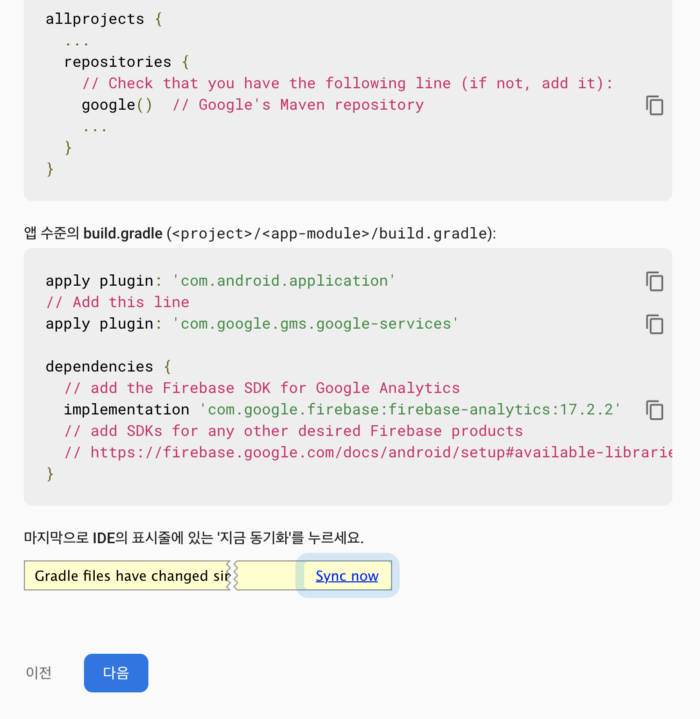 allprojects {
...
repositories {
// Check that you have the following line (if not, add it):
google()  // Google's Maven repository
...
}
}
앱 수준의 build.gradle (<project>/<app-module>/build.gradle):
apply plugin: 'com.android.application'
// Add this line
apply plugin: 'com.google.gms.google-services'
dependencies {
// add the Firebase SDK for Google Analytics
implementation 'com.google.firebase:firebase-analytics:17.2.2'
// add SDKs for any other desired Firebase products
// https://firebase.google.com/docs/android/setup#available-librarie
}
마지막으로 IDE의 표시줄에 있는 '지금 동기화'를 누르세요.
Gradle files have changed sin Sync now
이전 다음